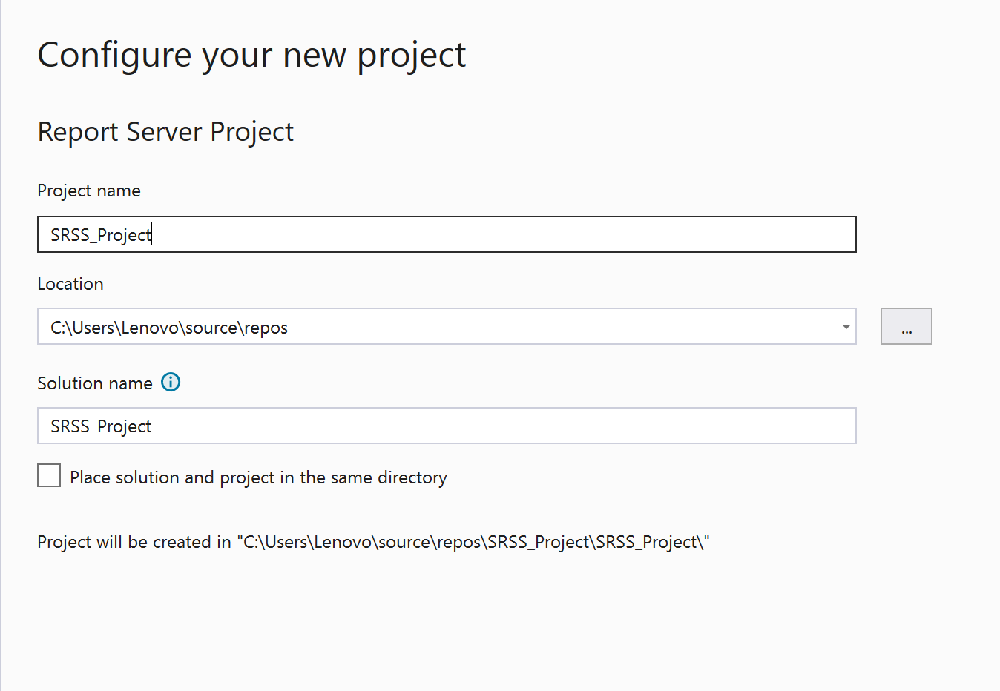 Configure your new project
Report Server Project
Project name
SRSS_Project
Location
C:\Users\Lenovo\source\repos
...
Solution name
SRSS_Project
Place solution and project in the same directory
Project will be created in "C:\Users\Lenovo\source\repos\SRSS_Project\SRSS_Project\"